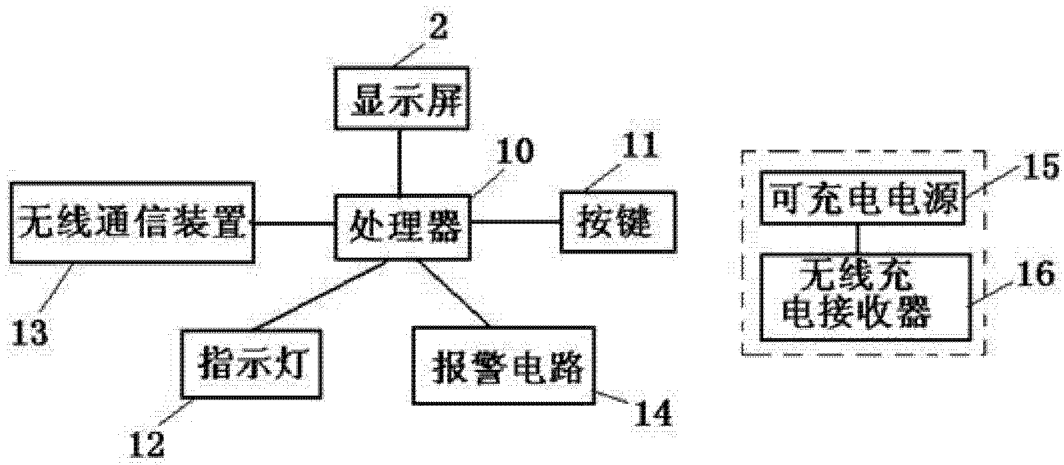 2
显示屏
10
11
15
无线通信装置
处理器
按键
可充电电源
无线充
电接收器
16
13
指示灯
报警电路
12
14